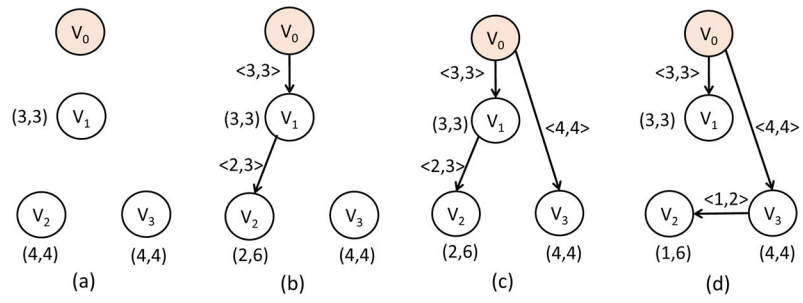 V0
(3,3) V1
V2 V3
(4,4) (4,4)
(a)
V0
<3,3>
(3,3) V1
<2,3>
V2 V3
(2,6) (4,4)
(b)
V0
<3,3>
(3,3) V1 <4,4>
<2,3>
V2 V3
(2,6) (4,4)
(c)
V0
<3,3>
(3,3) V1 <4,4>
<1,2>
V2 V3
(1,6) (4,4)
(d)